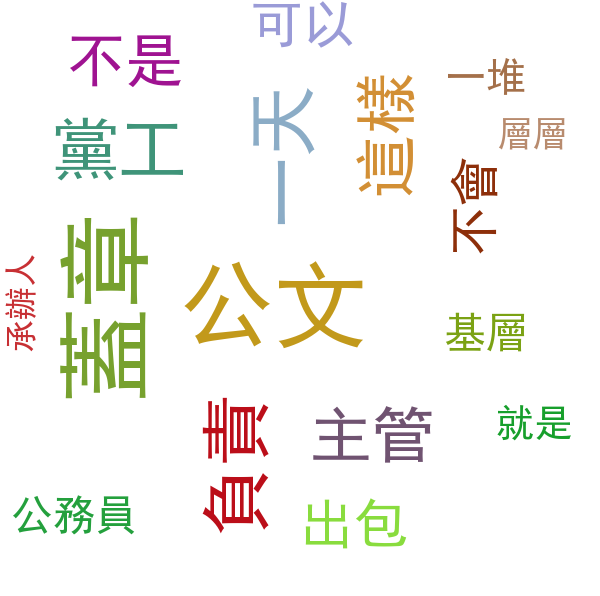 可以
不是
一堆
這樣
一天
黨工
層層
不會
蓋章
承辦人
公文
基層
負責
主管
就是
公務員
出包